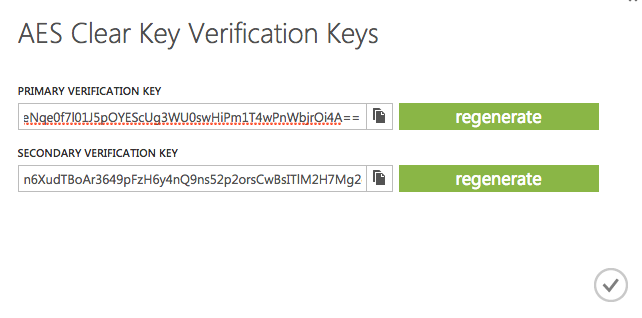 AES Clear Key Verification Keys
PRIMARY VERIFICATION KEY
eNge0f7l01J5pOYEScUg3WU0swHiPm1T4wPnWbjrOi4A==
regenerate
SECONDARY VERIFICATION KEY
n6XudTBoAr3649pFzH6y4nQ9ns52p2orsCwBsITlM2H7Mg2
regenerate